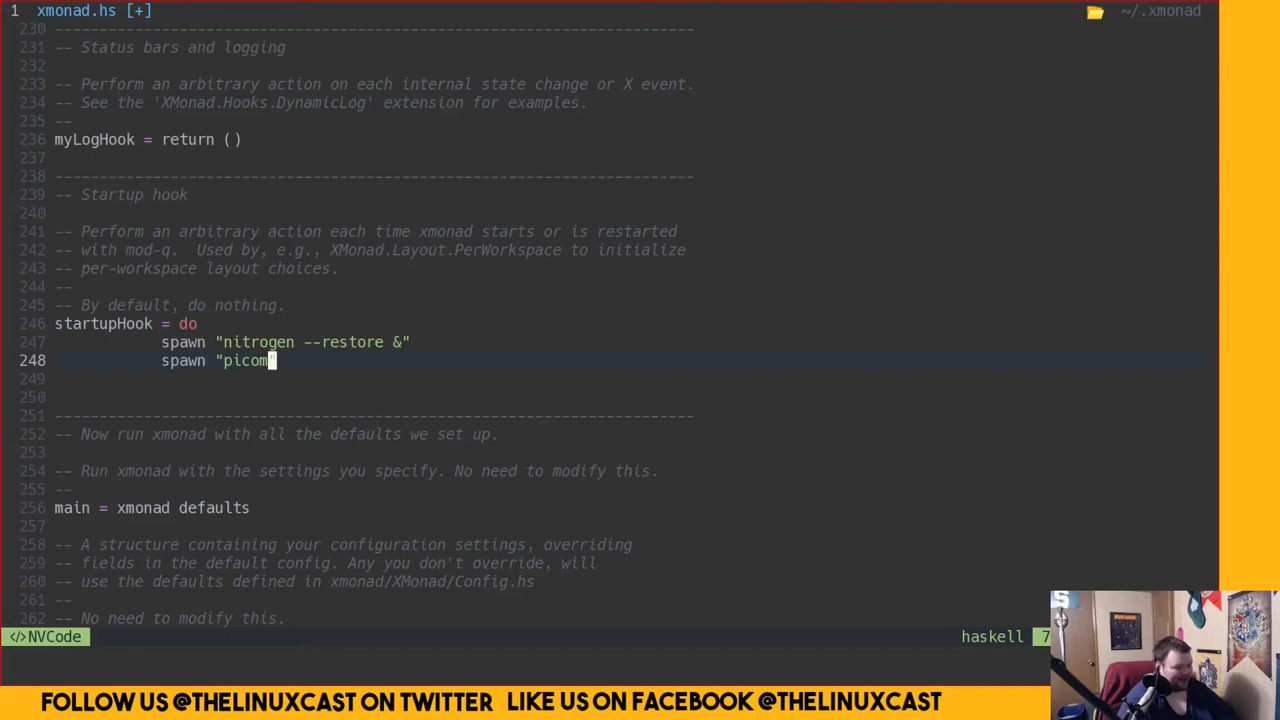 1 xmonad.hs [+] ~/.xmonad
230 ------------------------------------------------------------------------
231 -- Status bars and logging
232
233 -- Perform an arbitrary action on each internal state change or X event.
234 -- See the 'XMonad.Hooks.DynamicLog' extension for examples.
235 --
236 myLogHook = return ()
237
238 ------------------------------------------------------------------------
239 -- Startup hook
240
241 -- Perform an arbitrary action each time xmonad starts or is restarted
242 -- with mod-q.  Used by, e.g., XMonad.Layout.PerWorkspace to initialize
243 -- per-workspace layout choices.
244 --
245 -- By default, do nothing.
246 startupHook = do
247             spawn "nitrogen --restore &"
248             spawn "picom"
249
250
251 ------------------------------------------------------------------------
252 -- Now run xmonad with all the defaults we set up.
253
254 -- Run xmonad with the settings you specify. No need to modify this.
255 --
256 main = xmonad defaults
257
258 -- A structure containing your configuration settings, overriding
259 -- fields in the default config. Any you don't override, will
260 -- use the defaults defined in xmonad/XMonad/Config.hs
261 --
262 -- No need to modify this.
</>NVCode haskell 7
FOLLOW US @THELINUXCAST ON TWITTER LIKE US ON FACEBOOK @THELINUXCAST